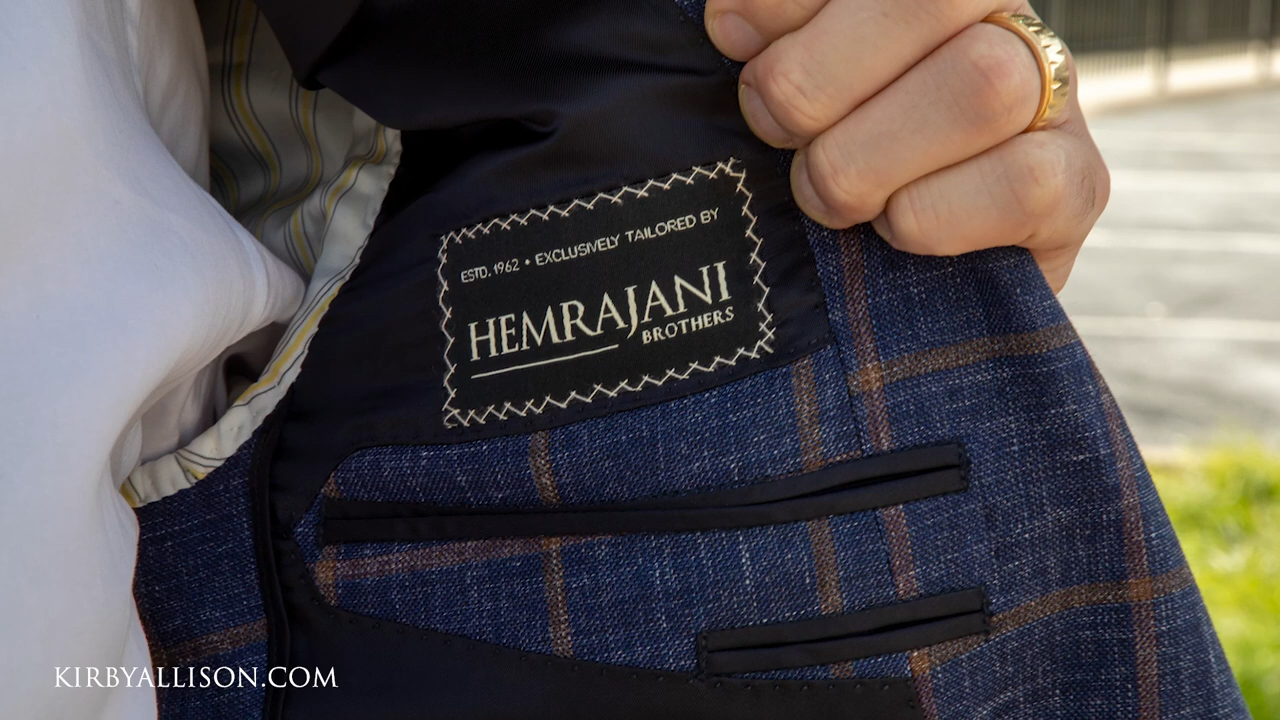 ESTD. 1962 • EXCLUSIVELY TAILORED BY
HEMRAJANI
BROTHERS
KIRBYALLISON.COM